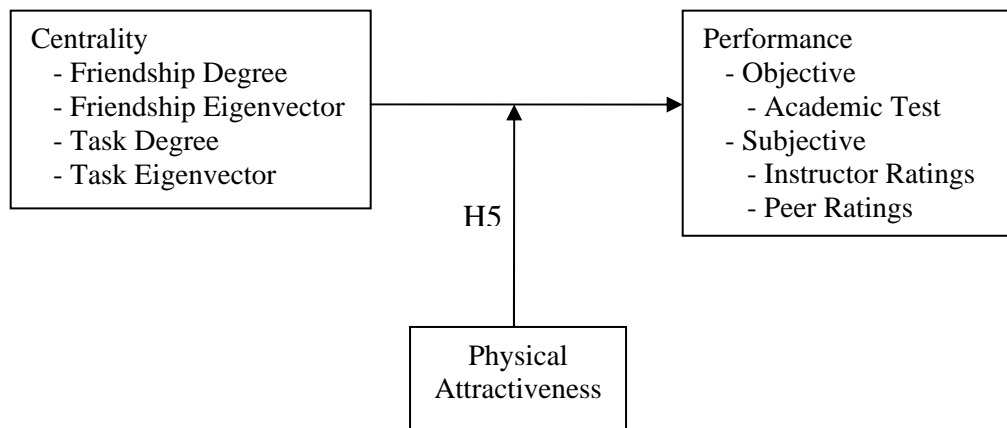 Centrality
- Friendship Degree
- Friendship Eigenvector
- Task Degree
- Task Eigenvector
Performance
- Objective
- Academic Test
- Subjective
- Instructor Ratings
- Peer Ratings
H5
Physical
Attractiveness